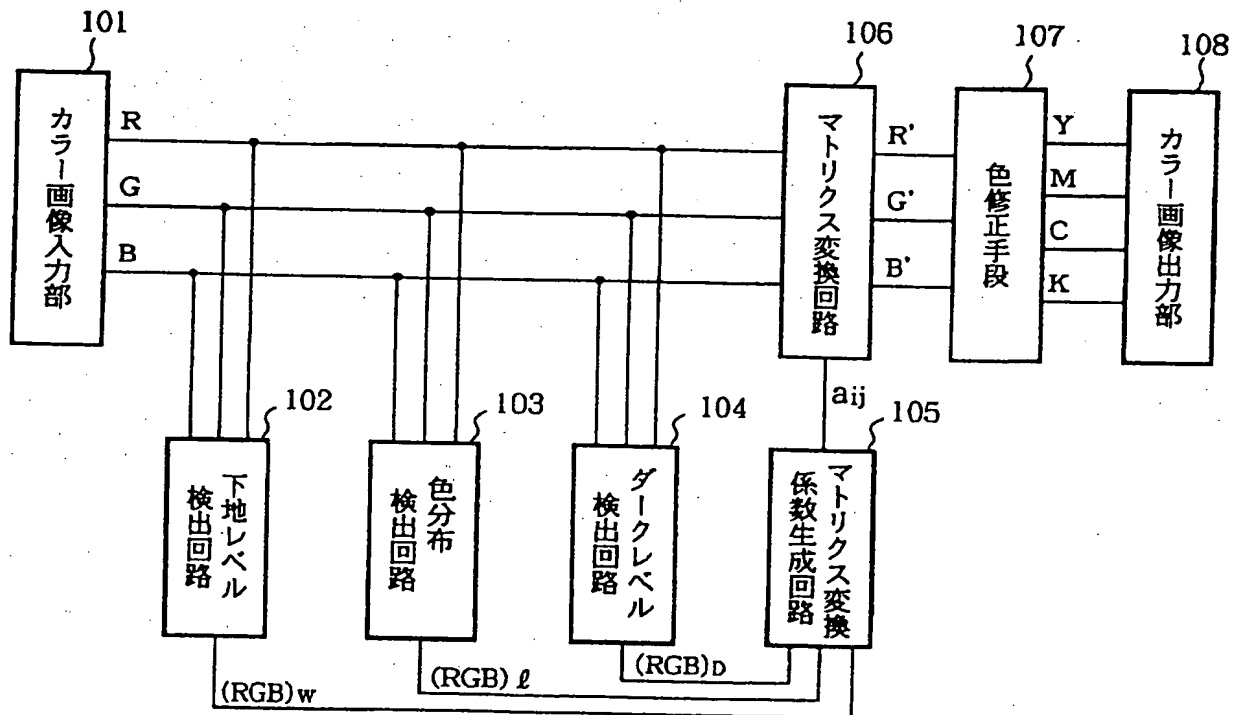 101
カラー画像入力部
R
G
B
106
マトリクス変換回路
R'
G'
B'
107
色修正手段
Y
M
C
K
108
カラー画像出力部
102
下地レベル
検出回路
103
色分布
検出回路
104
ダークレベル
検出回路
aij
105
マトリクス変換
係数生成回路
(RGB)D
(RGB)ℓ
(RGB)W